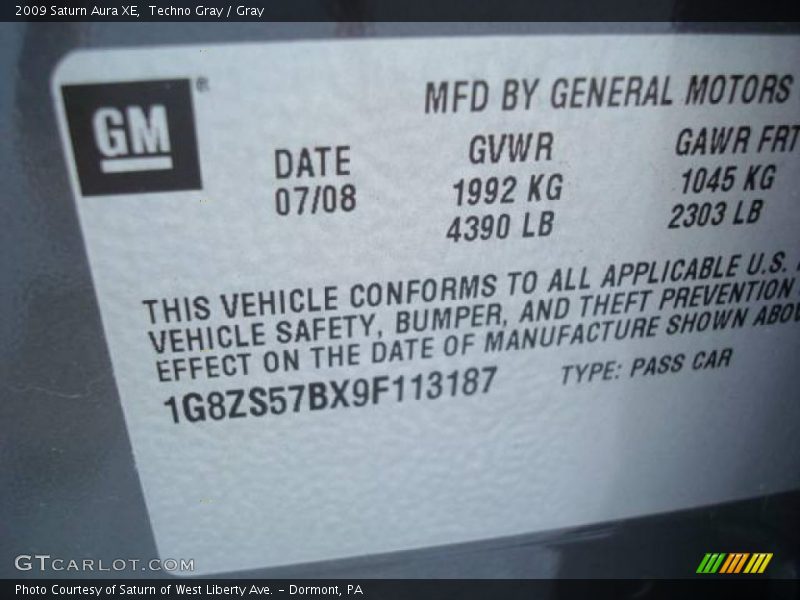 2009 Saturn Aura XE, Techno Gray / Gray
GM®
MFD BY GENERAL MOTORS
DATE GVWR GAWR FRT
07/08 1992 KG 1045 KG
4390 LB 2303 LB
THIS VEHICLE CONFORMS TO ALL APPLICABLE U.S.
VEHICLE SAFETY, BUMPER, AND THEFT PREVENTION
EFFECT ON THE DATE OF MANUFACTURE SHOWN ABOV
1G8ZS57BX9F113187 TYPE: PASS CAR
GTCARLOT.COM
Photo Courtesy of Saturn of West Liberty Ave. - Dormont, PA